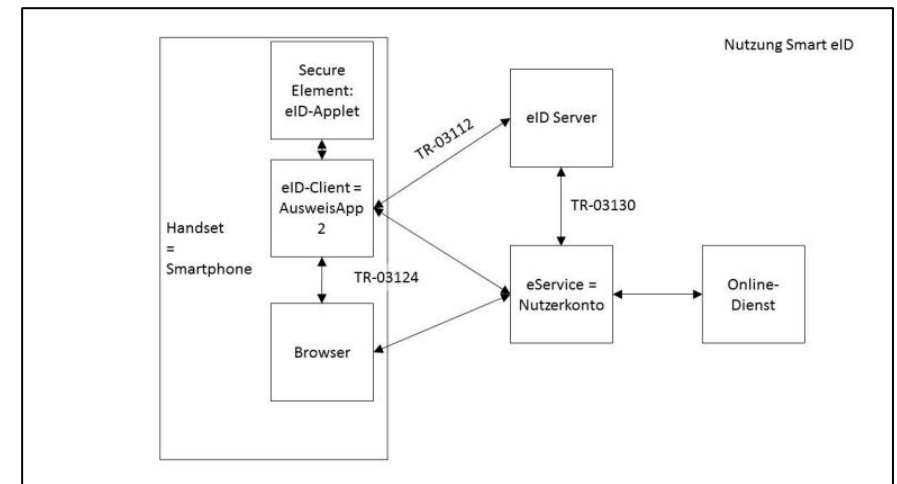 Nutzung Smart eID
Secure
Element:
eID-Applet
TR-03112
eID Server
eID-Client =
AusweisApp
2
TR-03130
Handset
=
Smartphone
TR-03124
eService =
Nutzerkonto
Online-
Dienst
Browser